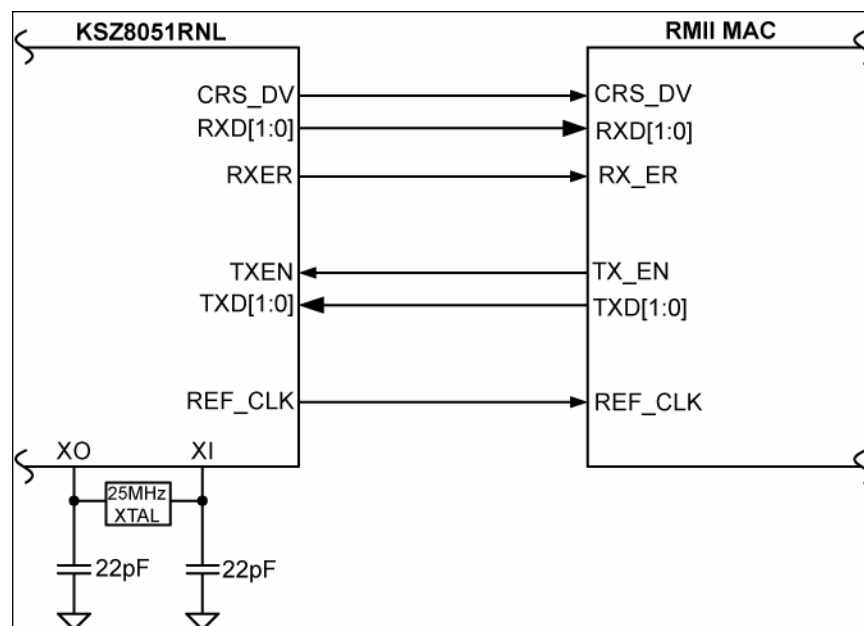 KSZ8051RNL RMII MAC
CRS_DV CRS_DV
RXD[1:0] RXD[1:0]
RXER RX_ER
TXEN TX_EN
TXD[1:0] TXD[1:0]
REF_CLK REF_CLK
XO XI
25MHz
XTAL
22pF 22pF